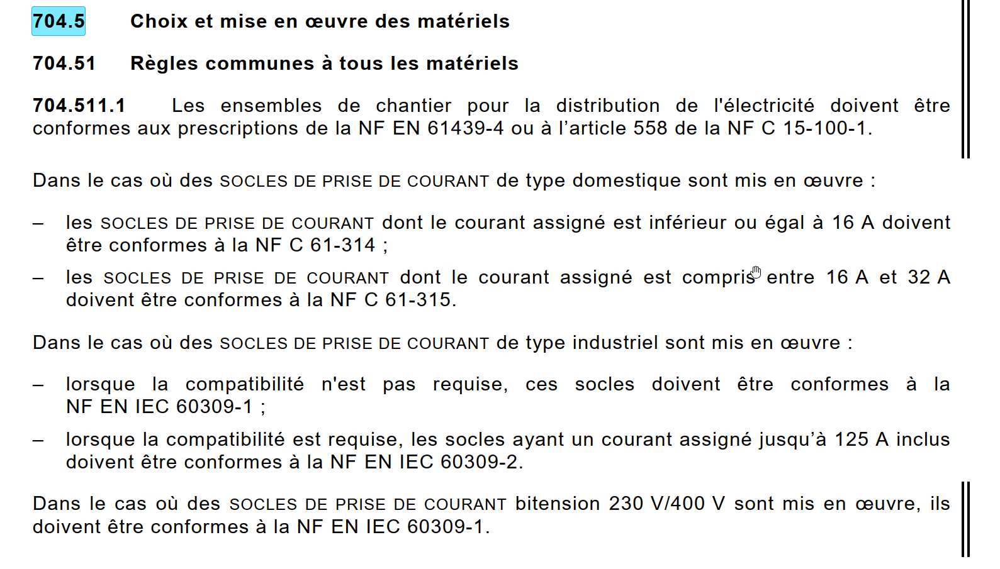 704.5 Choix et mise en œuvre des matériels
704.51 Règles communes à tous les matériels
704.511.1 Les ensembles de chantier pour la distribution de l'électricité doivent être
conformes aux prescriptions de la NF EN 61439-4 ou à l’article 558 de la NF C 15-100-1.
Dans le cas où des SOCLES DE PRISE DE COURANT de type domestique sont mis en œuvre :
– les SOCLES DE PRISE DE COURANT dont le courant assigné est inférieur ou égal à 16 A doivent
être conformes à la NF C 61-314 ;
– les SOCLES DE PRISE DE COURANT dont le courant assigné est compris entre 16 A et 32 A
doivent être conformes à la NF C 61-315.
Dans le cas où des SOCLES DE PRISE DE COURANT de type industriel sont mis en œuvre :
– lorsque la compatibilité n'est pas requise, ces socles doivent être conformes à la
NF EN IEC 60309-1 ;
– lorsque la compatibilité est requise, les socles ayant un courant assigné jusqu’à 125 A inclus
doivent être conformes à la NF EN IEC 60309-2.
Dans le cas où des SOCLES DE PRISE DE COURANT bitension 230 V/400 V sont mis en œuvre, ils
doivent être conformes à la NF EN IEC 60309-1.